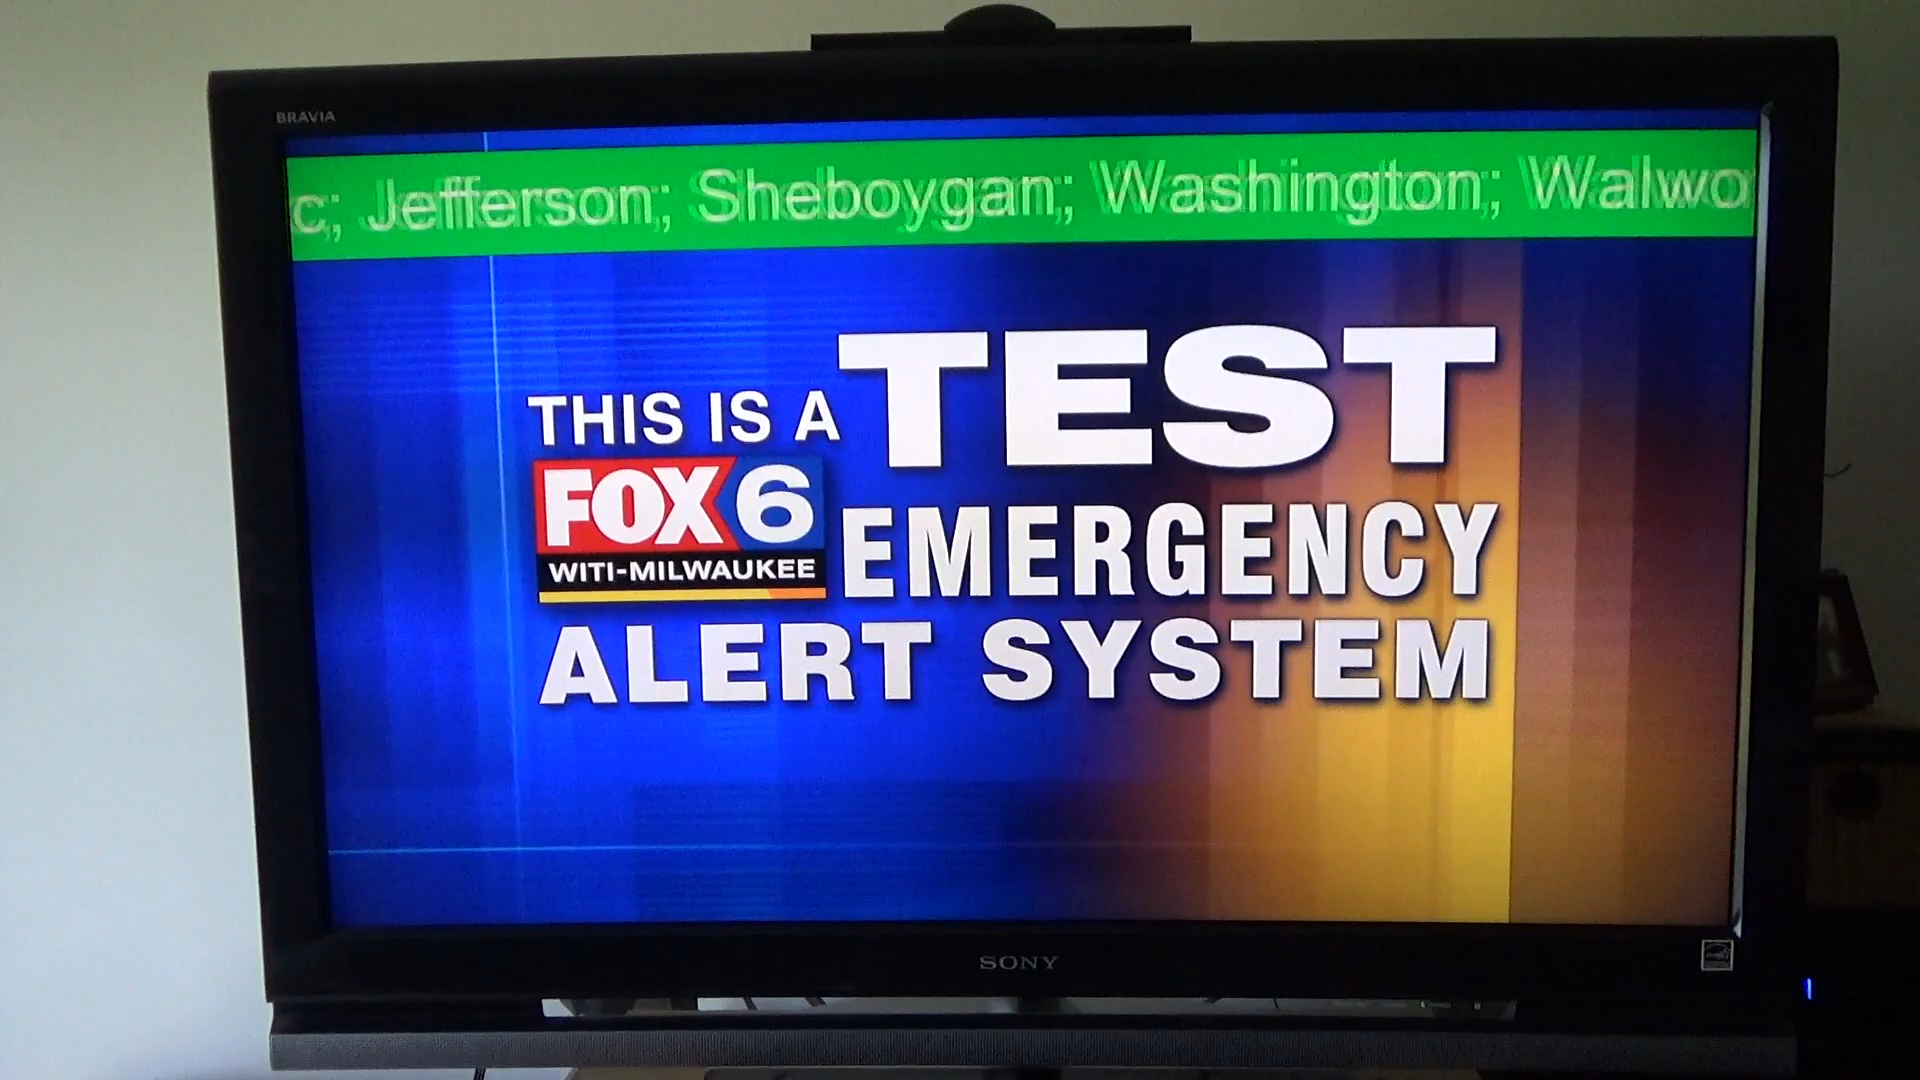 BRAVIA
c; Jefferson; Sheboygan; Washington; Walwo
THIS IS A TEST
FOX 6
WITI-MILWAUKEE
EMERGENCY
ALERT SYSTEM
SONY